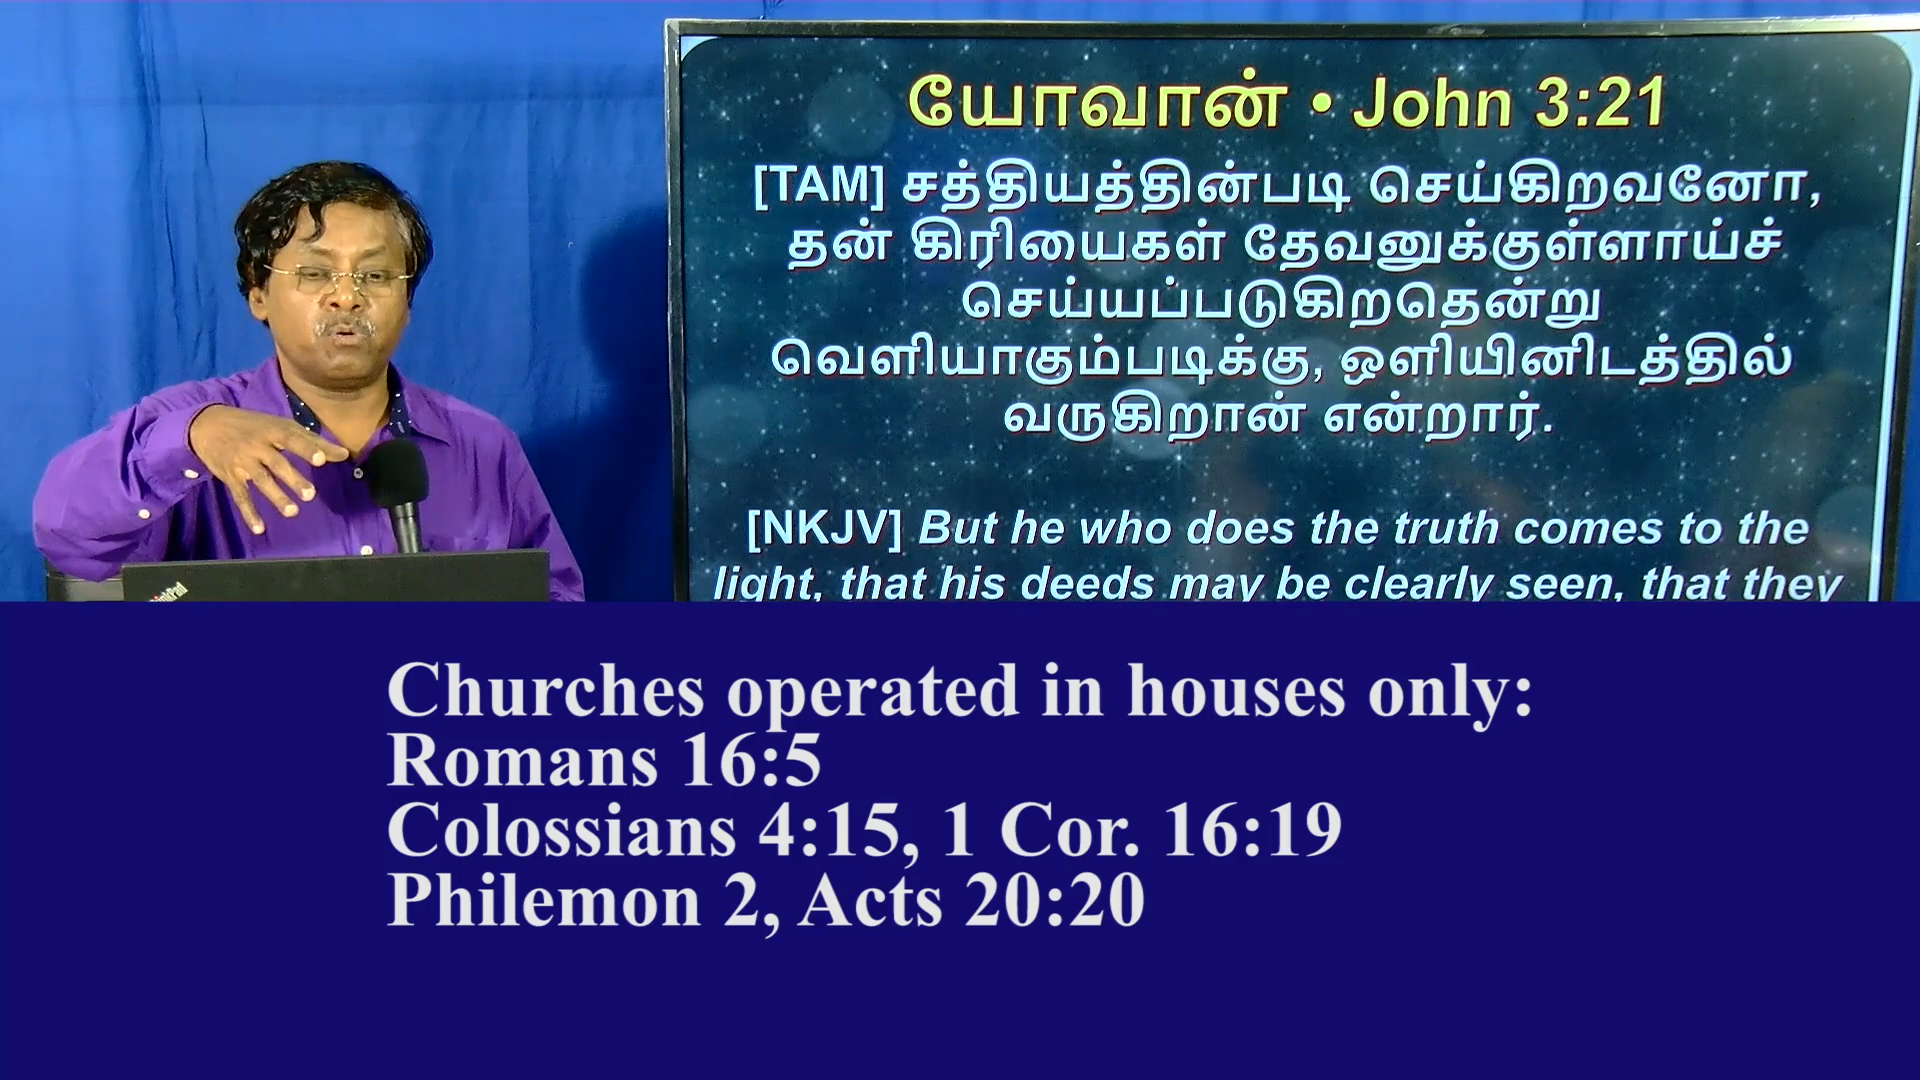 யோவான் • John 3:21
[TAM] சத்தியத்தின்படி செய்கிறவனோ,
தன் கிரியைகள் தேவனுக்குள்ளாய்ச்
செய்யப்படுகிறதென்று
வெளியாகும்படிக்கு, ஒளியினிடத்தில்
வருகிறான் என்றார்.
[NKJV] But he who does the truth comes to the
light, that his deeds may be clearly seen, that they
ThinkPad
Churches operated in houses only:
Romans 16:5
Colossians 4:15, 1 Cor. 16:19
Philemon 2, Acts 20:20